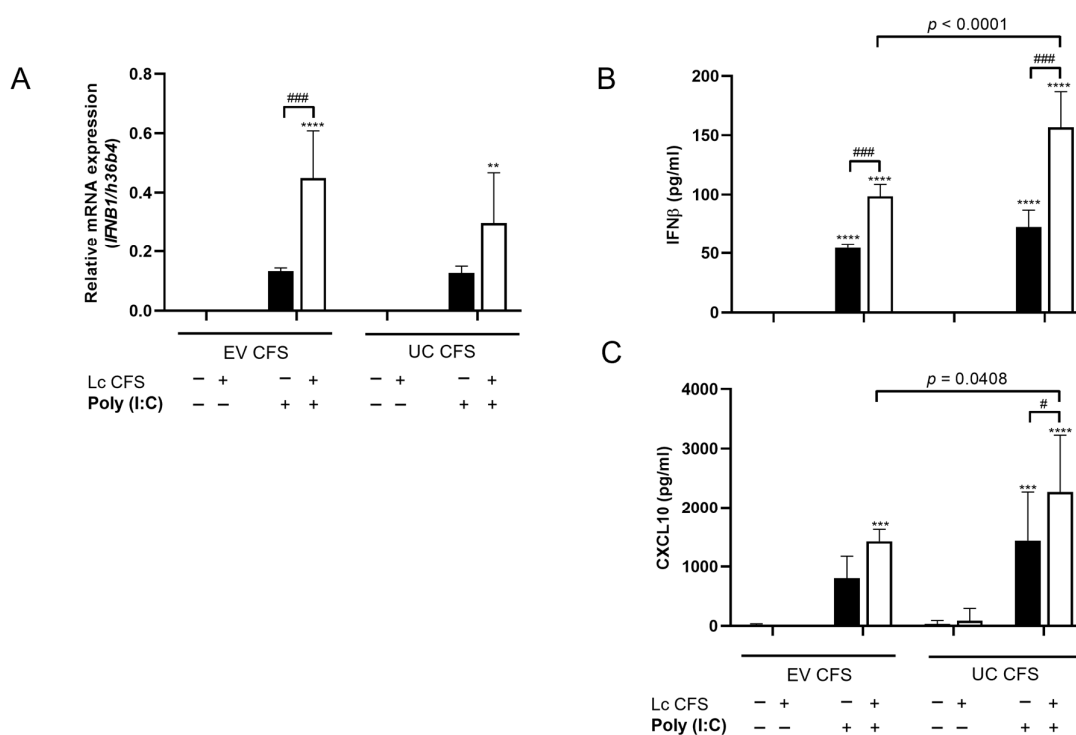 A
Relative mRNA expression
(IFNB1/h36b4)
0.8
0.6
0.4
0.2
0.0
###
****
**
EV CFS
UC CFS
Lc CFS − + − + − + − +
Poly (I:C) − − + + − − + +
B
p < 0.0001
IFNβ (pg/ml)
200
150
100
50
0
###
****
****
###
****
****
C
p = 0.0408
CXCL10 (pg/ml)
4000
3000
2000
1000
0
***
#
***
****
EV CFS
UC CFS
Lc CFS − + − + − + − +
Poly (I:C) − − + + − − + +